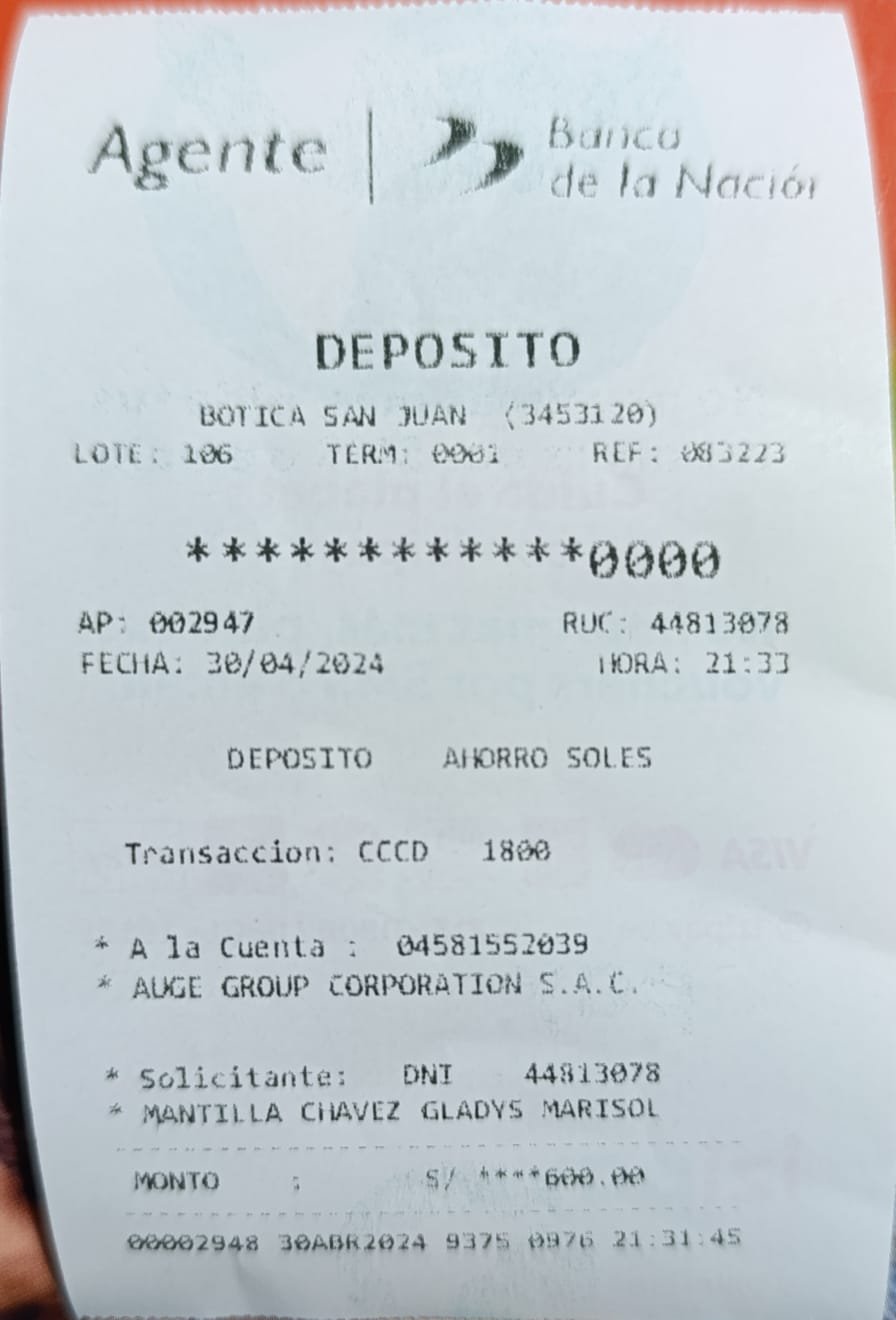 Agente | Banco
de la Nación
DEPOSITO
BOTICA SAN JUAN (3453120)
LOTE: 106 TERM: 0001 REF: 083223
************0000
AP: 002947 RUC: 44813078
FECHA: 30/04/2024 HORA: 21:33
DEPOSITO AHORRO SOLES
Transaccion: CCCD 1800
* A la Cuenta : 04581552039
* AUGE GROUP CORPORATION S.A.C.
* Solicitante: DNI 44813078
* MANTILLA CHAVEZ GLADYS MARISOL
MONTO : S/ ****600.00
00002948 30ABR2024 9375 0976 21:31:45